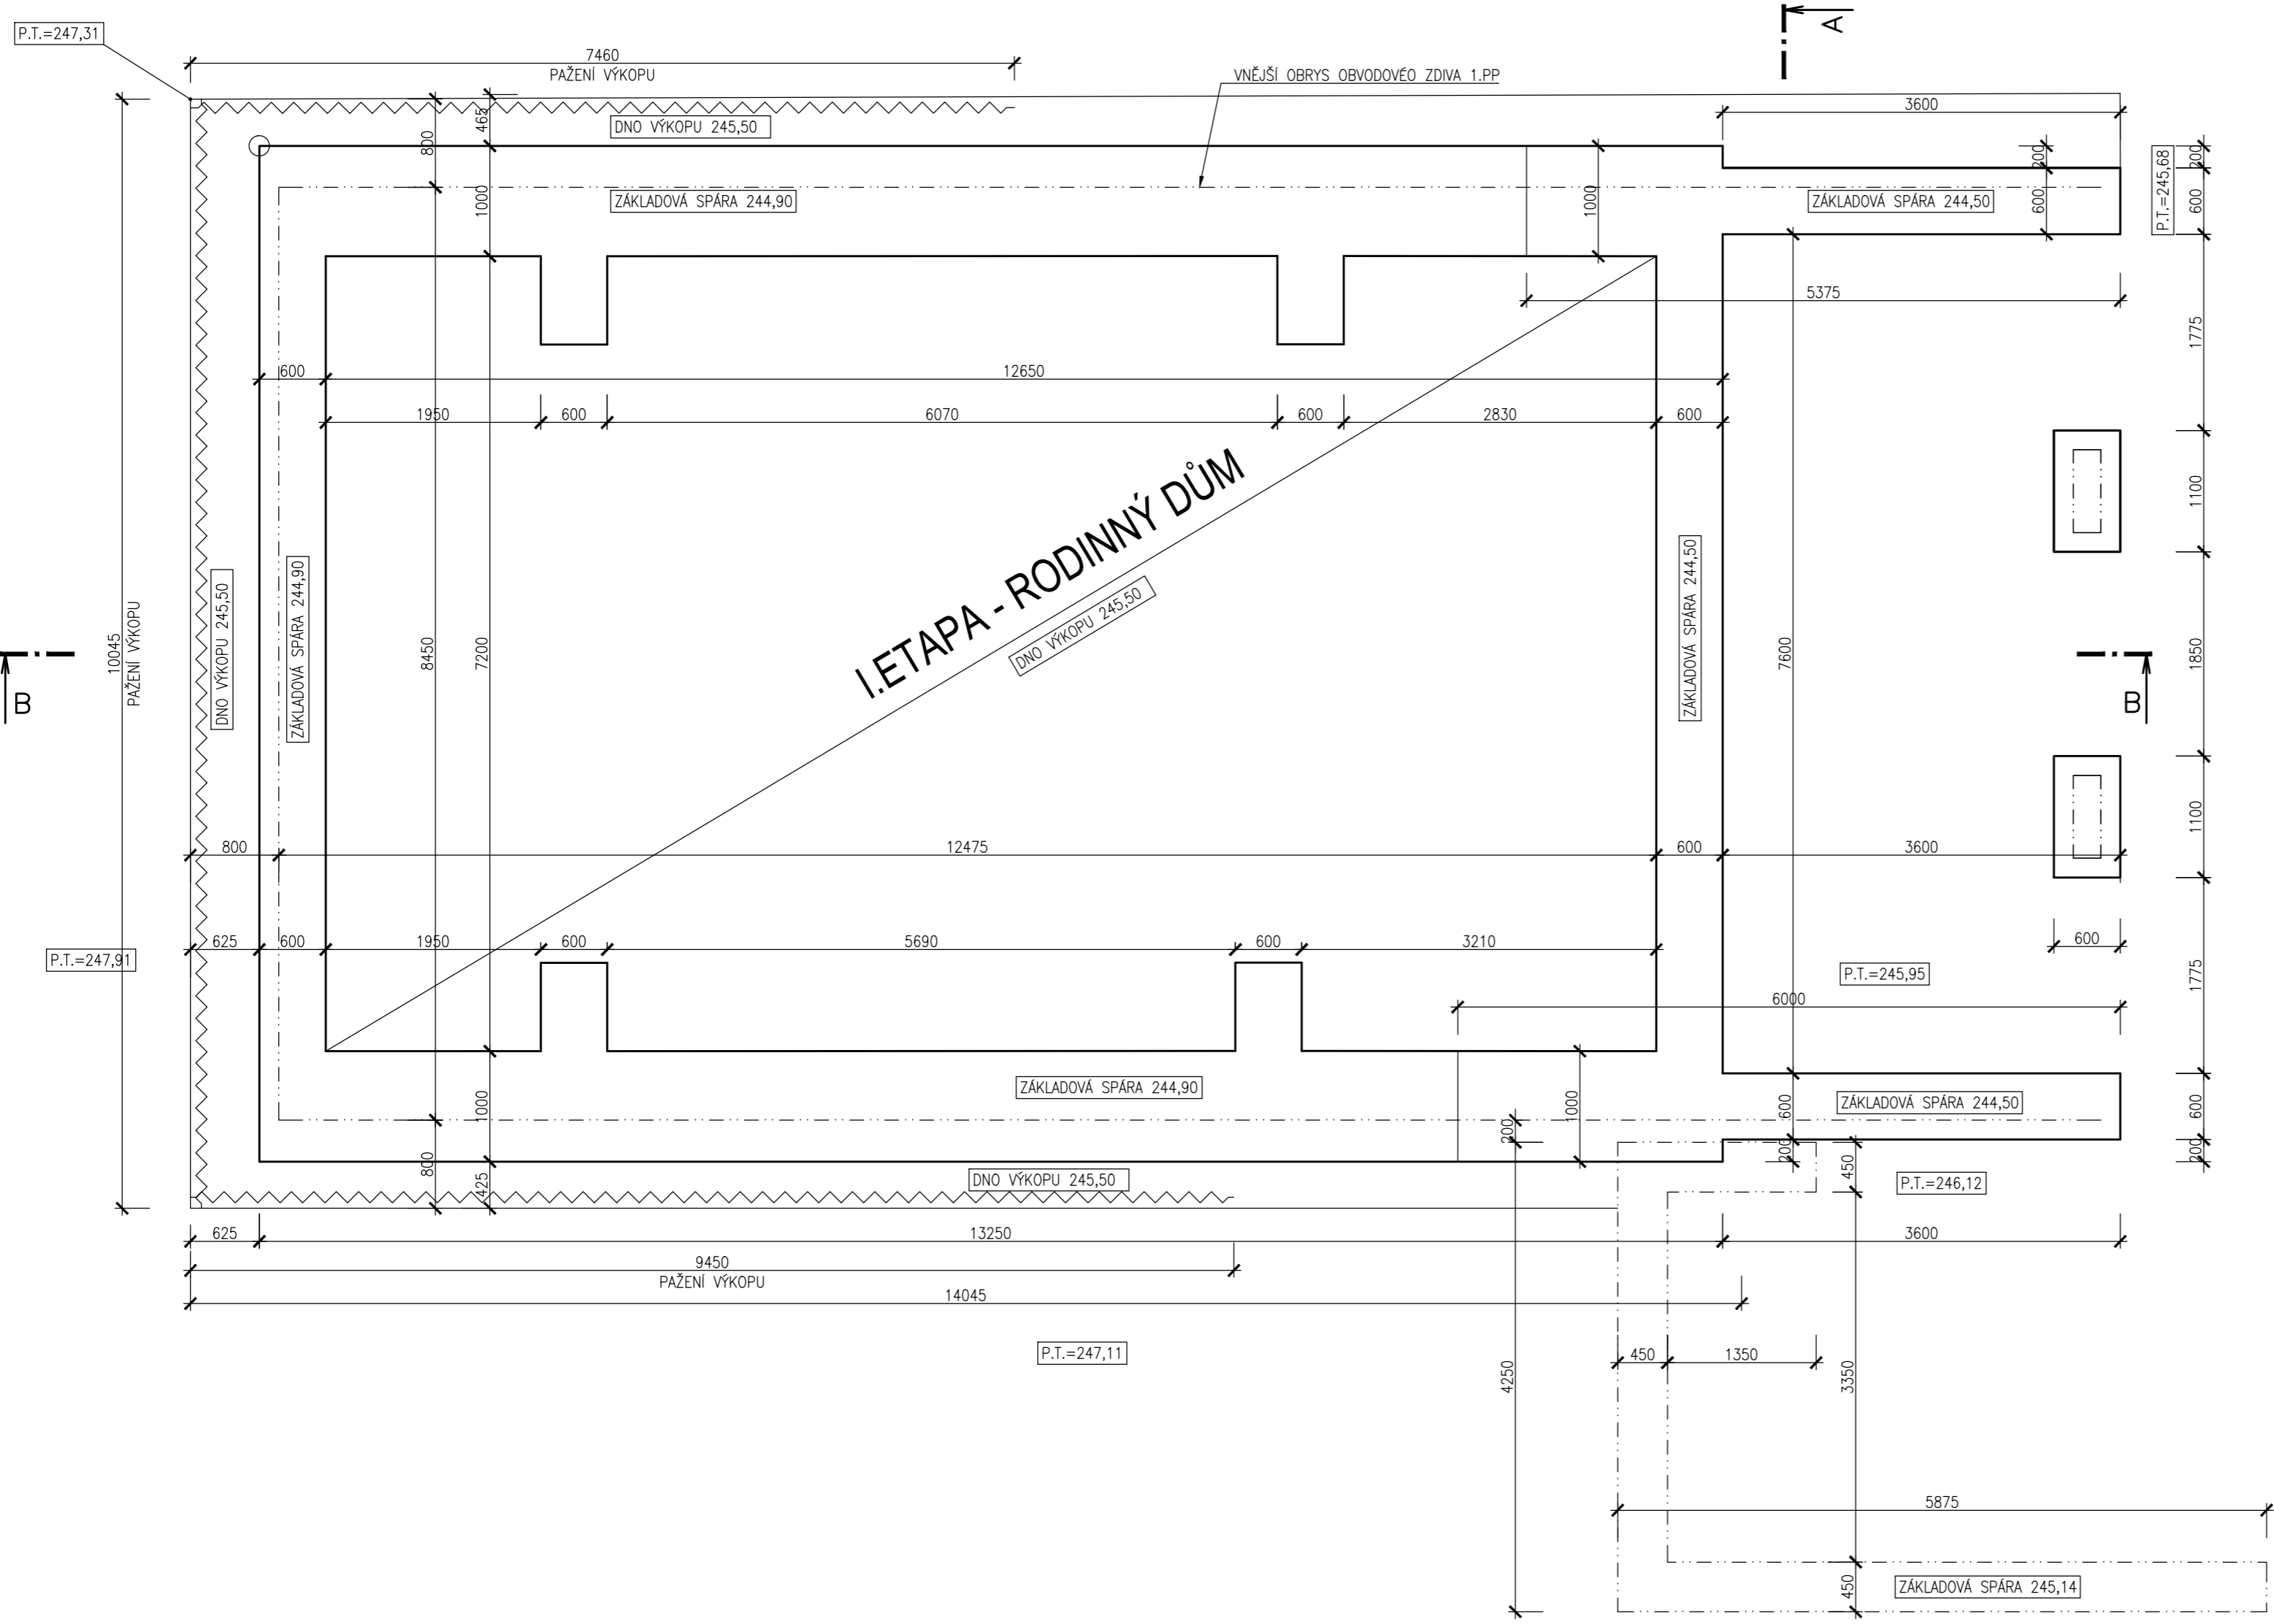 P.T.=247,31
7460
PAŽENÍ VÝKOPU
VNĚJŠÍ OBRYS OBVODOVÉO ZDIVA 1.PP
A
3600
DNO VÝKOPU 245,50
465
800
200
200
P.T.=245,68
ZÁKLADOVÁ SPÁRA 244,90
1000
1000
ZÁKLADOVÁ SPÁRA 244,50
600
600
5375
1775
600
12650
1950
600
6070
600
2830
600
I.ETAPA - RODINNÝ DŮM
DNO VÝKOPU 245,50
1100
10045
PAŽENÍ VÝKOPU
DNO VÝKOPU 245,50
ZÁKLADOVÁ SPÁRA 244,90
8450
7200
ZÁKLADOVÁ SPÁRA 244,50
7600
1850
B
B
800
12475
600
3600
1100
625
600
1950
600
5690
600
3210
600
P.T.=247,91
P.T.=245,95
1775
6000
ZÁKLADOVÁ SPÁRA 244,90
1000
1000
600
ZÁKLADOVÁ SPÁRA 244,50
600
200
200
200
800
425
DNO VÝKOPU 245,50
450
P.T.=246,12
625
13250
3600
9450
PAŽENÍ VÝKOPU
14045
P.T.=247,11
450
1350
4250
3350
5875
450
ZÁKLADOVÁ SPÁRA 245,14